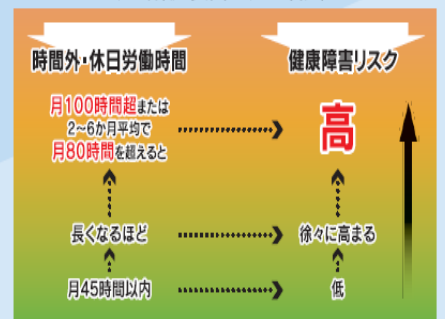 時間外・休日労働時間
健康障害リスク
月100時間超または
2〜6か月平均で
月80時間を超えると
高
長くなるほど
徐々に高まる
月45時間以内
低